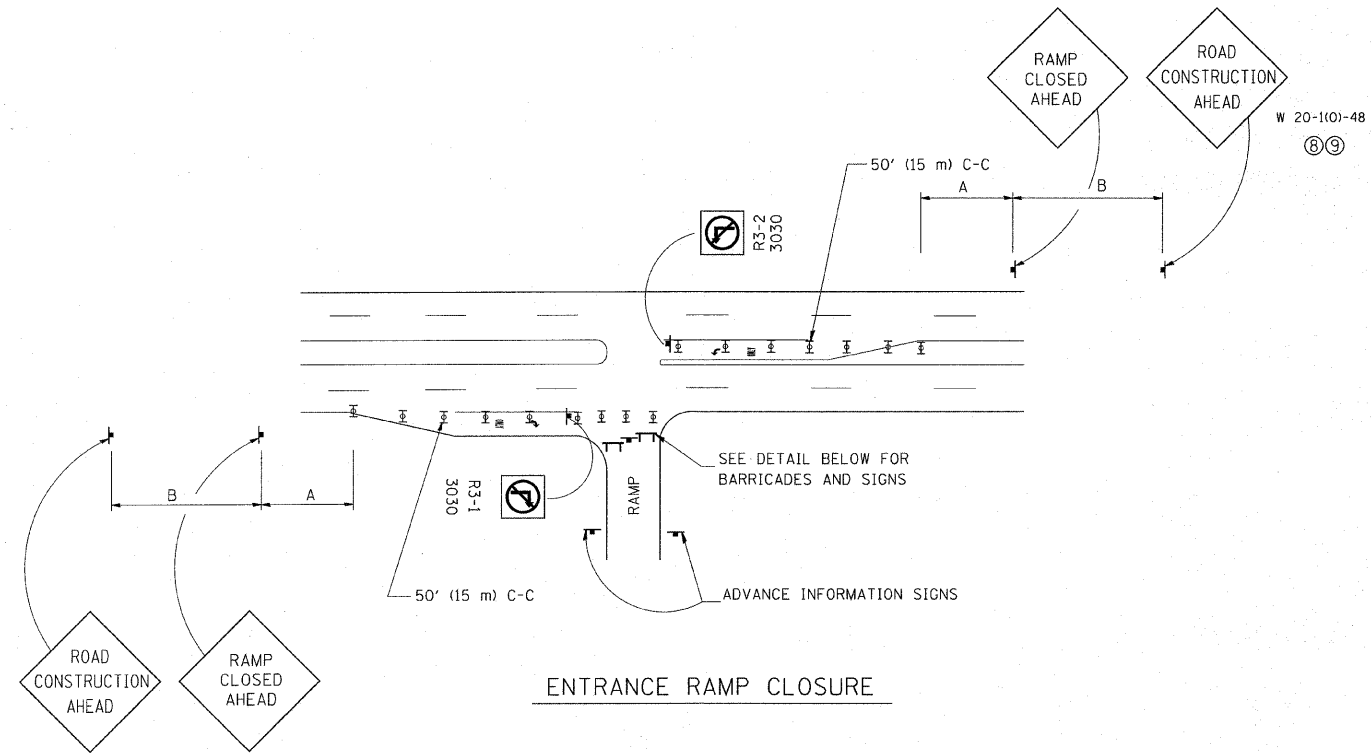 RAMP
CLOSED
AHEAD
ROAD
CONSTRUCTION
AHEAD
W 20-1(O)-48
⑧⑨
50' (15 m) C-C
A
B
R3-2
3030
SEE DETAIL BELOW FOR
BARRICADES AND SIGNS
RAMP
R3-1
3030
B
A
50' (15 m) C-C
ADVANCE INFORMATION SIGNS
ROAD
CONSTRUCTION
AHEAD
RAMP
CLOSED
AHEAD
ENTRANCE RAMP CLOSURE